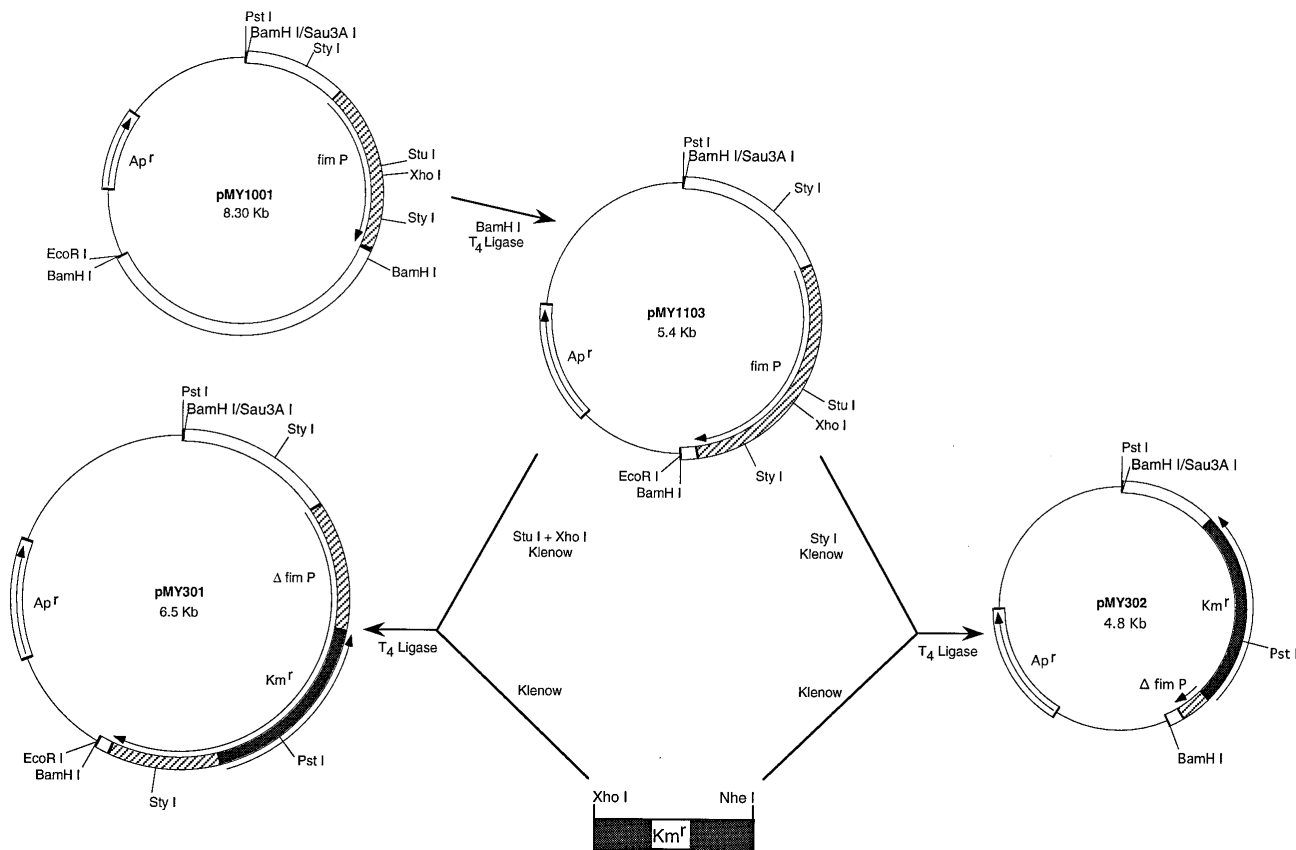 Pst I
BamH I/Sau3A I
Sty I
Ap r
fim P
Stu I
Xho I
pMY1001
8.30 Kb
Sty I
EcoR I
BamH I
BamH I
BamH I
T4 Ligase
Pst I
BamH I/Sau3A I
Sty I
pMY1103
5.4 Kb
Ap r
fim P
Stu I
Xho I
EcoR I
BamH I
Sty I
Pst I
BamH I/Sau3A I
Sty I
Δ fim P
pMY301
6.5 Kb
Ap r
Km r
EcoR I
BamH I
Pst I
Sty I
Stu I + Xho I
Klenow
T4 Ligase
Klenow
Sty I
Klenow
T4 Ligase
Klenow
Pst I
BamH I/Sau3A I
pMY302
4.8 Kb
Km r
Ap r
Pst I
Δ fim P
BamH I
Xho I
Nhe I
Km r